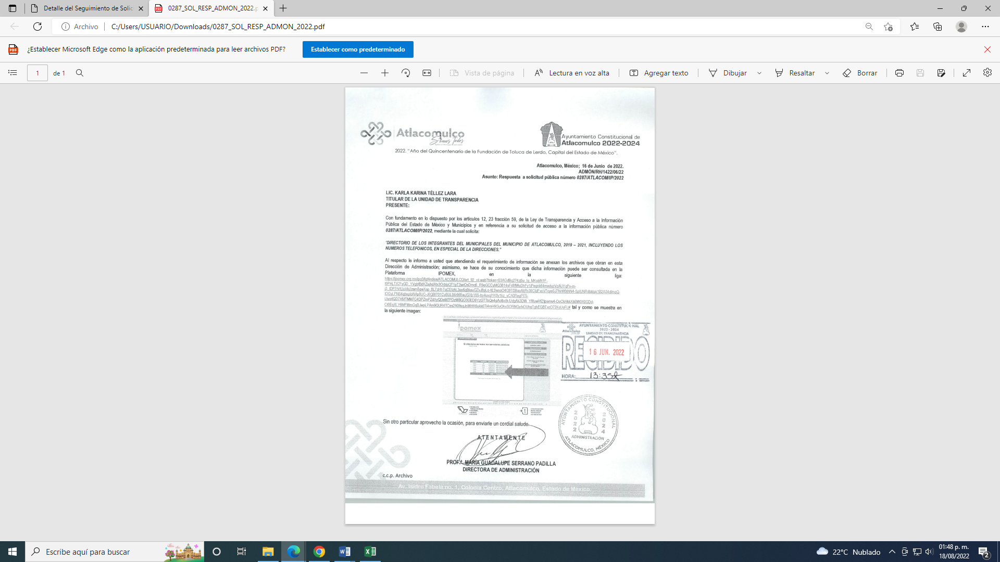 Detalle del Seguimiento de Solic
0287_SOL_RESP_ADMON_2022.p
Archivo
C:/Users/USUARIO/Downloads/0287_SOL_RESP_ADMON_2022.pdf
¿Establecer Microsoft Edge como la aplicación predeterminada para leer archivos PDF?
Establecer como predeterminado
1 de 1
Vista de página
Lectura en voz alta
Agregar texto
Dibujar
Resaltar
Borrar
Atlacomulco
Somos Todos
Ayuntamiento Constitucional de
Atlacomulco 2022-2024
2022. "Año del Quincentenario de la Fundación de Toluca de Lerdo, Capital del Estado de México".
Atlacomulco, México; 16 de Junio de 2022.
ADMÓN/RH/1422/06/22
Asunto: Respuesta a solicitud pública número 0287/ATLACOM/IP/2022
LIC. KARLA KARINA TÉLLEZ LARA
TITULAR DE LA UNIDAD DE TRANSPARENCIA
PRESENTE:
Con fundamento en lo dispuesto por los artículos 12, 23 fracción 59, de la Ley de Transparencia y Acceso a la Información
Pública del Estado de México y Municipios y en referencia a su solicitud de acceso a la información pública número
0287/ATLACOM/IP/2022, mediante la cual solicita:
"DIRECTORIO DE LOS INTEGRANTES DEL MUNICIPALES DEL MUNICIPIO DE ATLACOMULCO, 2019 – 2021, INCLUYENDO LOS
NUMEROS TELEFONICOS, EN ESPECIAL DE LA DIRECCIONES."
Al respecto le informo a usted que atendiendo el requerimiento de información se anexan los archivos que obran en esta
Dirección de Administración; asimismo, se hace de su conocimiento que dicha información puede ser consultada en la
Plataforma IPOMEX, en la siguiente liga:
tal y como se muestra en
la siguiente imagen:
ipomex
El directorio de todos los servidores públicos
AYUNTAMIENTO CONSTITUCIONAL
2022 - 2024
Atlacomulco
UNIDAD DE TRANSPARENCIA
RECIBIDO
16 JUN. 2022
HORA: 13:35
AYUNTAMIENTO CONSTITUCIONAL
2022
2024
ADMINISTRACIÓN
ATLACOMULCO, MÉXICO
Sin otro particular aprovecho la ocasión, para enviarle un cordial saludo.
ATENTAMENTE
PROF.ª. MARÍA GUADALUPE SERRANO PADILLA
DIRECTORA DE ADMINISTRACIÓN
c.c.p. Archivo
Av. Isidro Fabela no. 1, Colonia Centro, Atlacomulco, Estado de México.
Escribe aquí para buscar
22°C Nublado
01:48 p. m.
18/08/2022
2